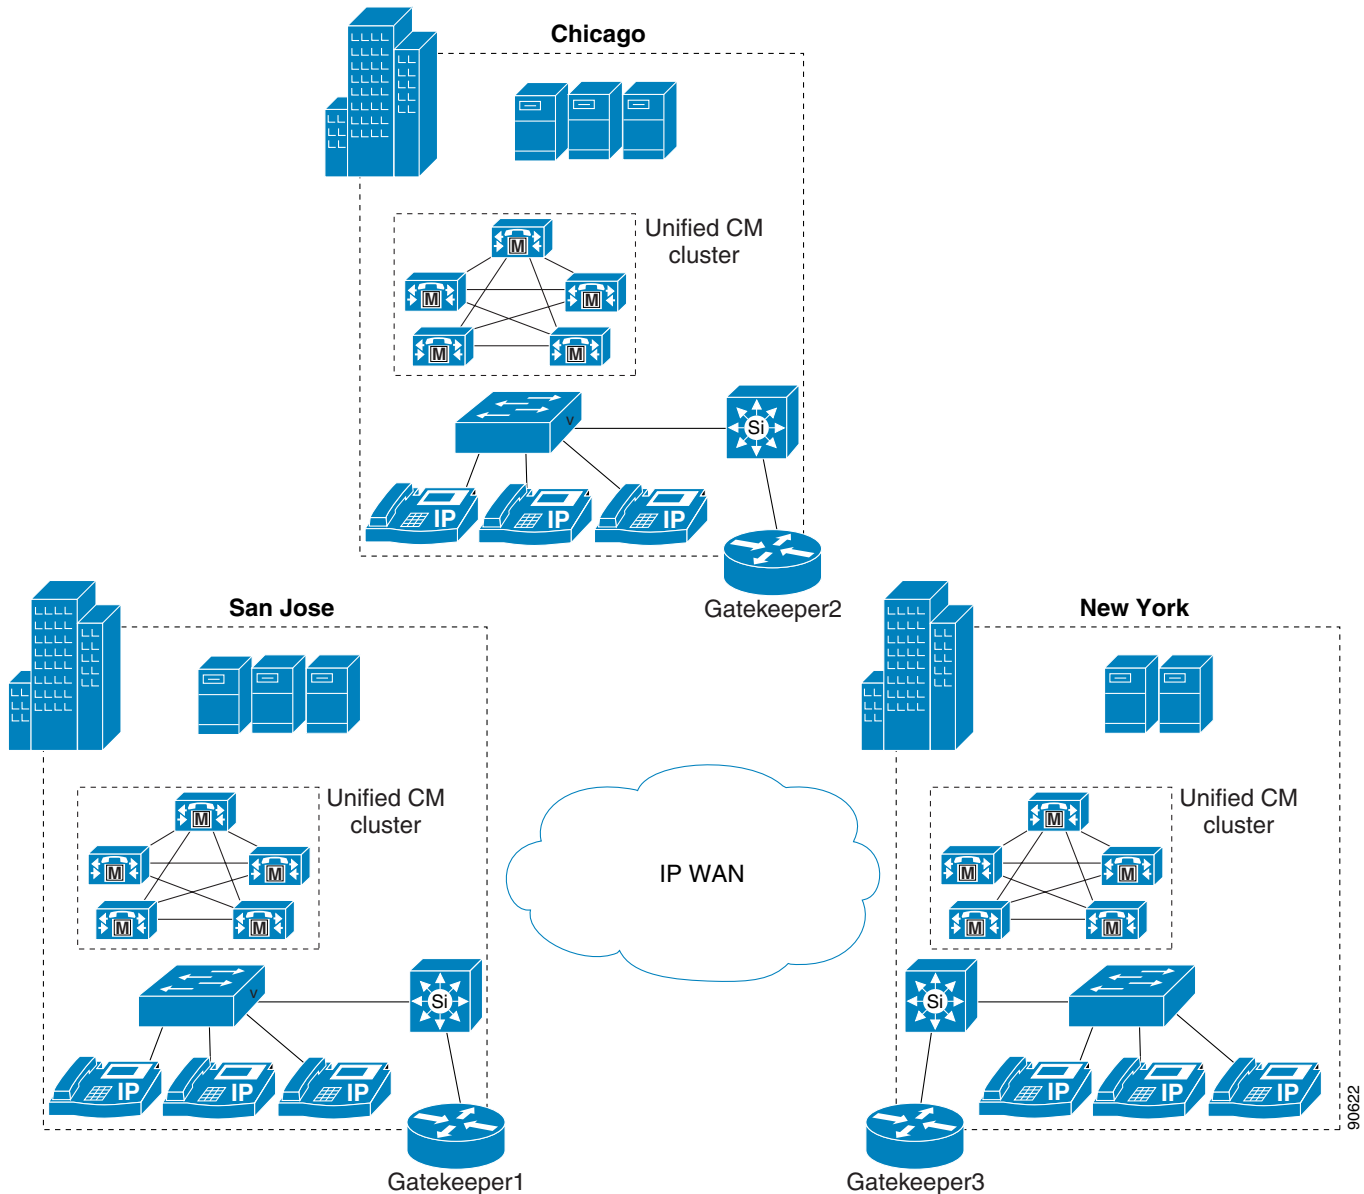 Chicago
Unified CM
cluster
M
M
M
M
M
V
Si
IP
IP
IP
Gatekeeper2
San Jose
New York
Unified CM
cluster
M
M
M
M
M
Unified CM
cluster
M
M
M
M
M
IP WAN
V
Si
Si
IP
IP
IP
IP
IP
IP
90622
Gatekeeper1
Gatekeeper3